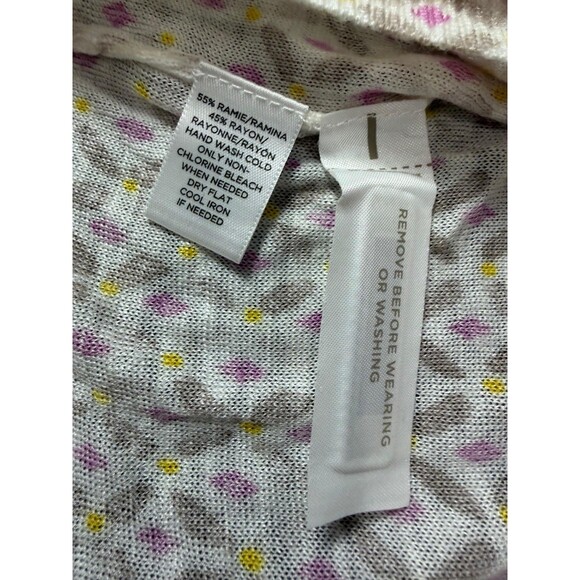 55% RAMIE/RAMINA
45% RAYON/
RAYONNE/RAYÓN
HAND WASH COLD
ONLY NON-
CHLORINE BLEACH
WHEN NEEDED
DRY FLAT
COOL IRON
IF NEEDED
REMOVE BEFORE WEARING
OR WASHING